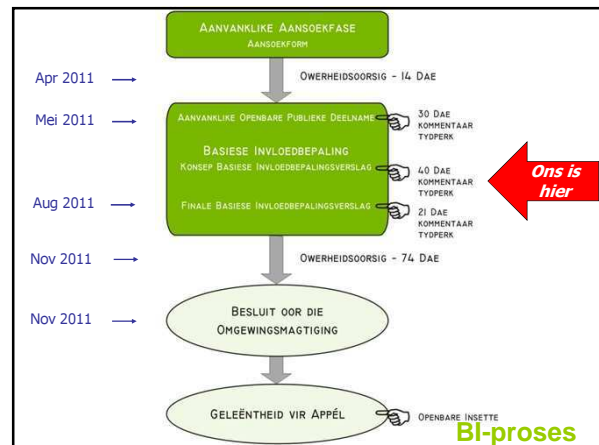 AANVANKLIKE AANSOEKFASE
AANSOEKFORM
Apr 2011
OWERHEIDSOORSIG - 14 DAE
Mei 2011
AANVANKLIKE OPENBARE PUBLIEKE DEELNAME
30 DAE
KOMMENTAAR
TYDPERK
BASIESE INVLOEDBEPALING
KONSEP BASIESE INVLOEDBEPALINGSVERSLAG
40 DAE
KOMMENTAAR
TYDPERK
Ons is
hier
Aug 2011
FINALE BASIESE INVLOEDBEPALINGSVERSLAG
21 DAE
KOMMENTAAR
TYDPERK
Nov 2011
OWERHEIDSOORSIG - 74 DAE
Nov 2011
BESLUIT OOR DIE
OMGEWINGSMAGTIGING
GELEËNTHEID VIR APPÉL
OPENBARE INSETTE
BI-proses